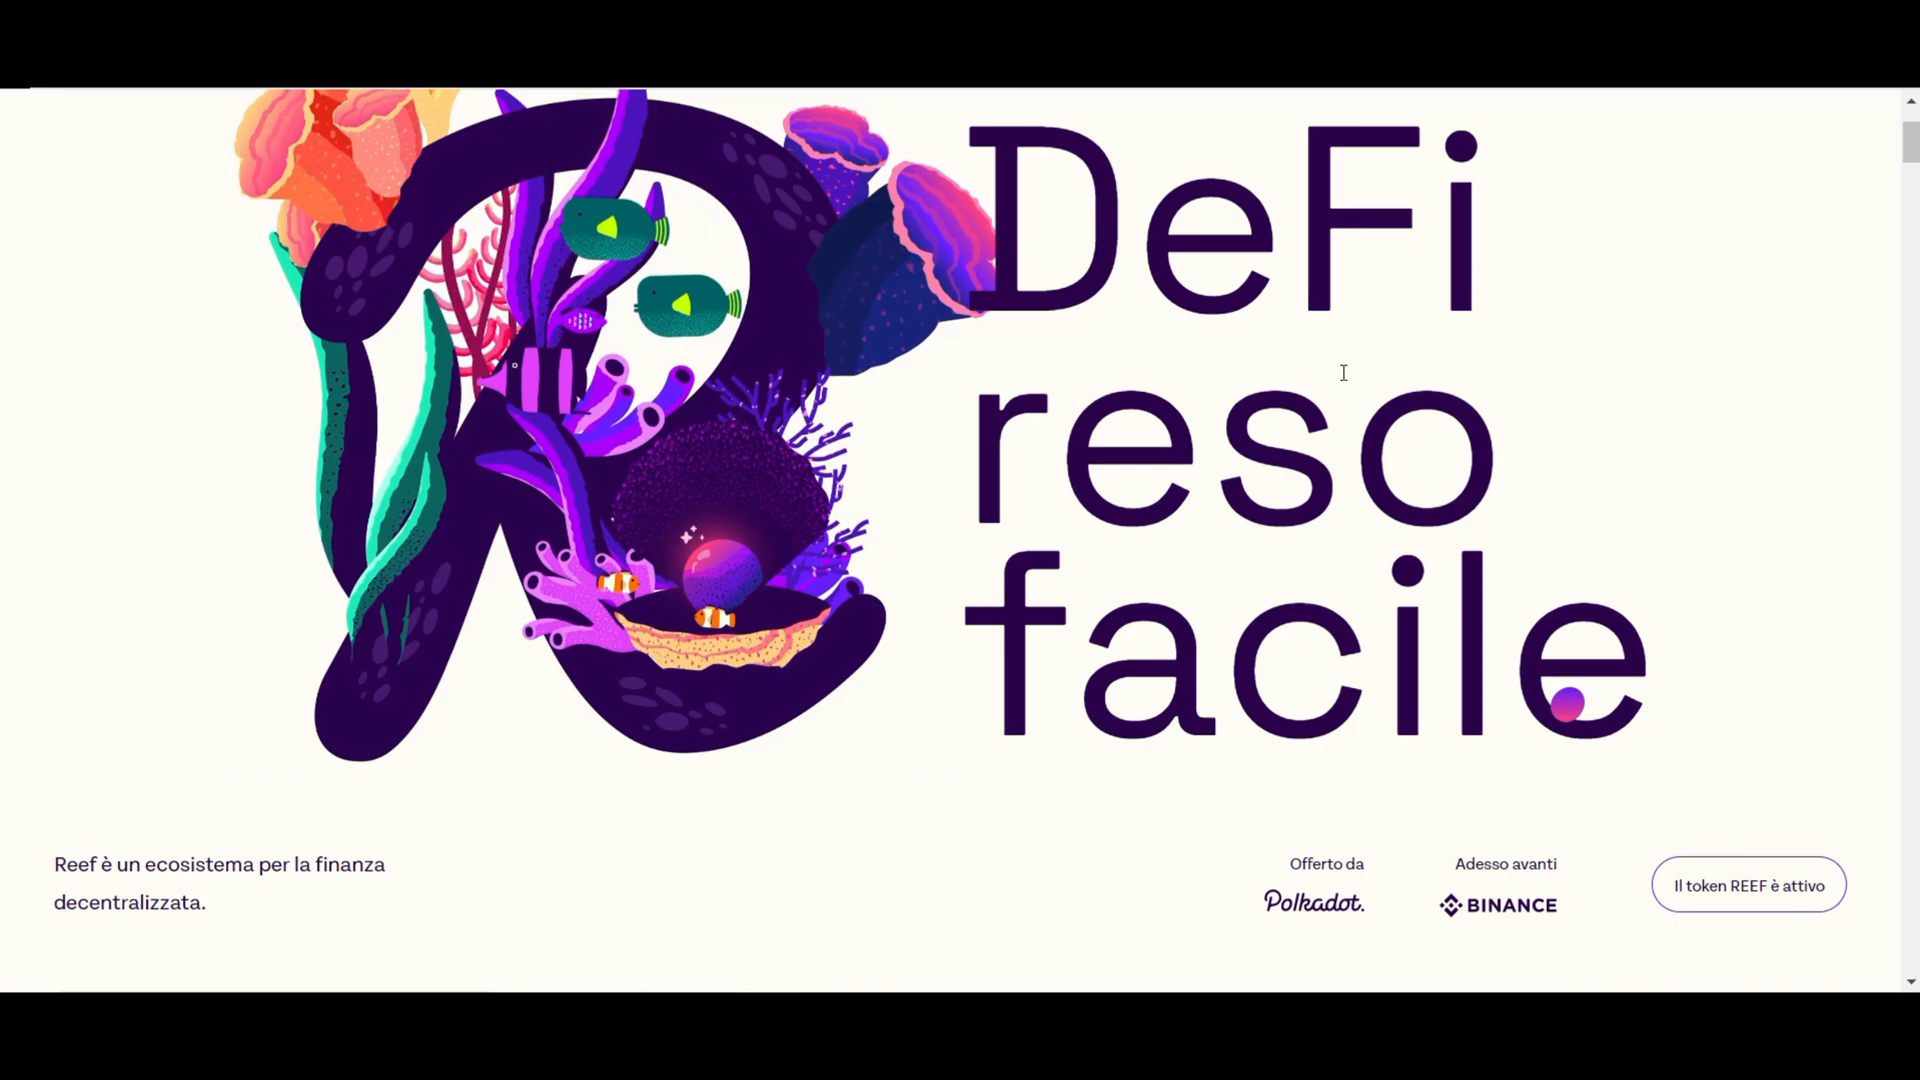 DeFi
reso
facile
Reef è un ecosistema per la finanza
decentralizzata.
Offerto da
Polkadot.
Adesso avanti
BINANCE
Il token REEF è attivo